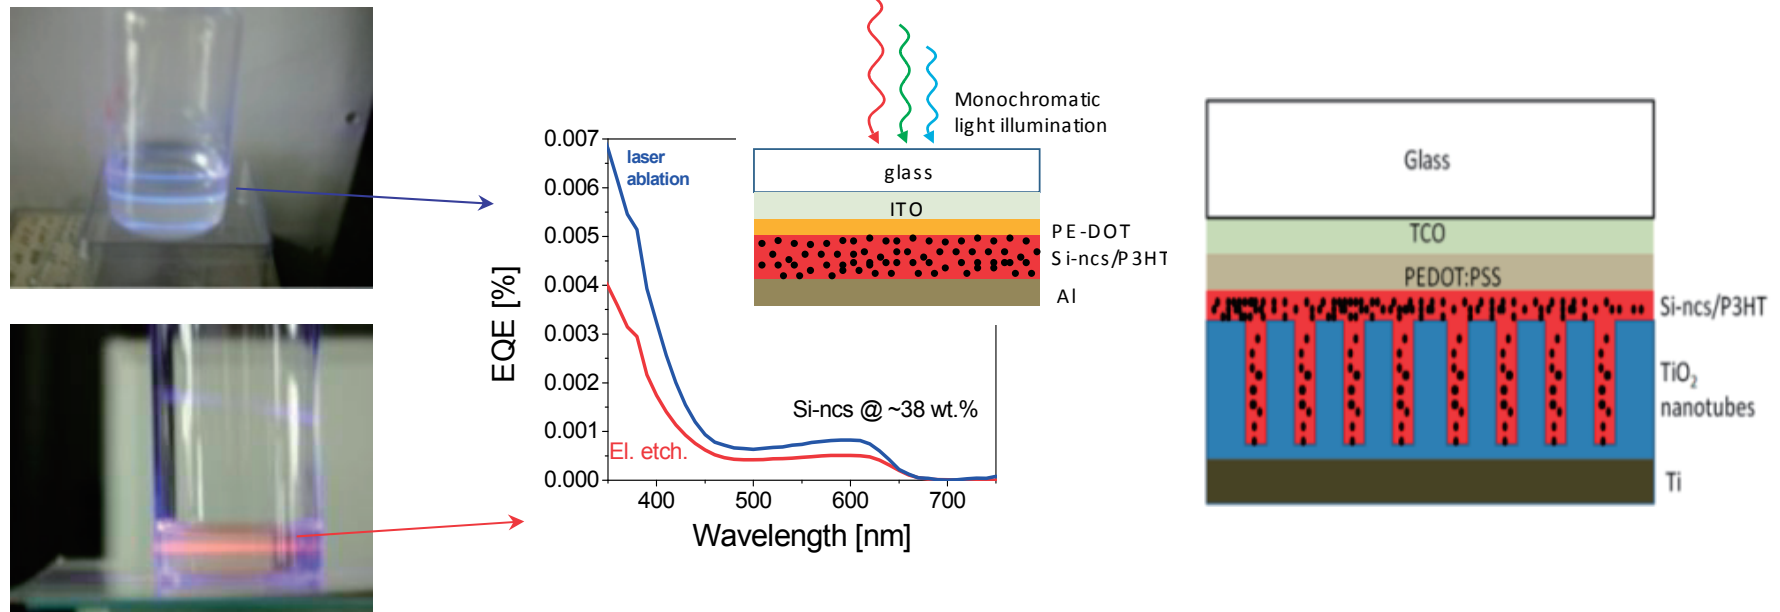 Monochromatic
light illumination
0.007
0.006
0.005
0.004
0.003
0.002
0.001
0.000
EQE [%]
laser
ablation
glass
ITO
PE-DOT
Si-ncs/P3HT
Al
Si-ncs @ ~38 wt.%
El. etch.
400
500
600
700
Wavelength [nm]
Glass
TCO
PEDOT:PSS
Si-ncs/P3HT
TiO₂
nanotubes
Ti